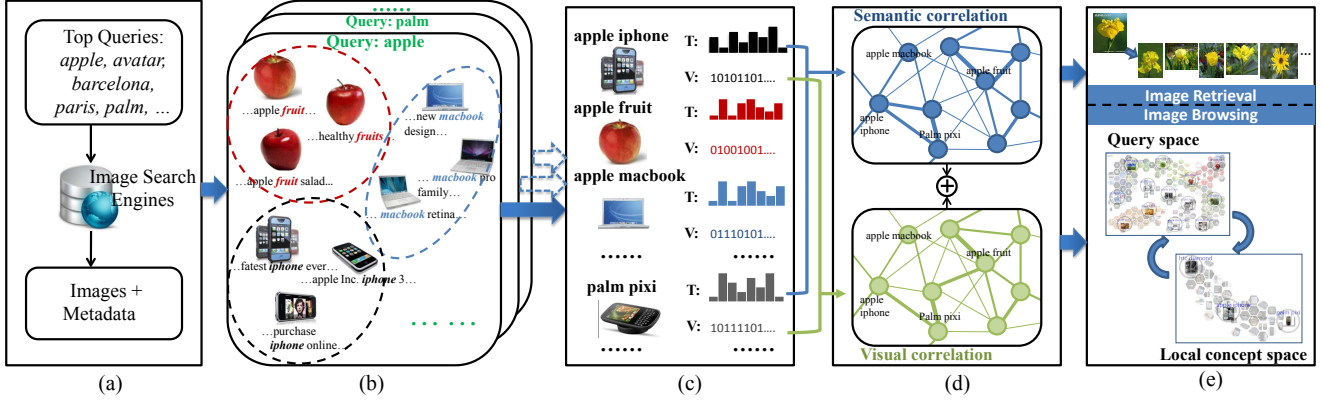 Top Queries:
apple, avatar,
barcelona,
paris, palm, …
Image Search
Engines
Images +
Metadata
(a)
……
Query: palm
Query: apple
…apple fruit…
…healthy fruits…
…apple fruit salad...
…new macbook
design…
… macbook pro
family…
… macbook retina…
…fatest iphone ever…
…apple Inc. iphone 3…
…purchase
iphone online…
… …
(b)
apple iphone
T:
V: 10101101….
apple fruit
T:
V: 01001001….
apple macbook
T:
V: 01110101….
…… ……
palm pixi
T:
V: 10111101….
…… ……
(c)
Semantic correlation
apple macbook
apple fruit
apple
iphone
Palm pixi
apple macbook
apple fruit
apple
iphone
Palm pixi
Visual correlation
(d)
...
Image Retrieval
Image Browsing
Query space
Local concept space
(e)